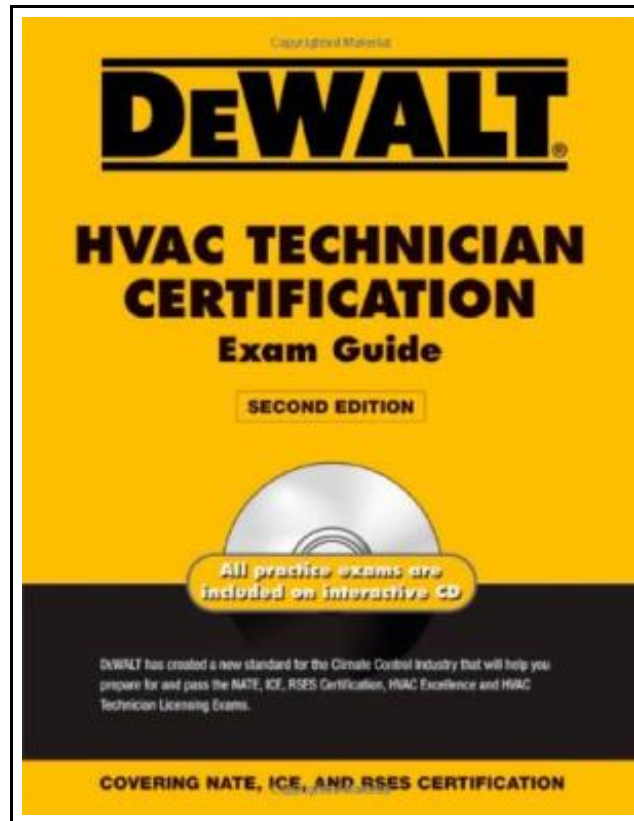 Copyrighted Material
DEWALT®
HVAC TECHNICIAN
CERTIFICATION
Exam Guide
SECOND EDITION
All practice exams are
included on interactive CD
DEWALT has created a new standard for the Climate Control Industry that will help you
prepare for and pass the NATE, ICE, RSES Certification, HVAC Excellence and HVAC
Technician Licensing Exams.
COVERING NATE, ICE, AND RSES CERTIFICATION
Copyrighted Material